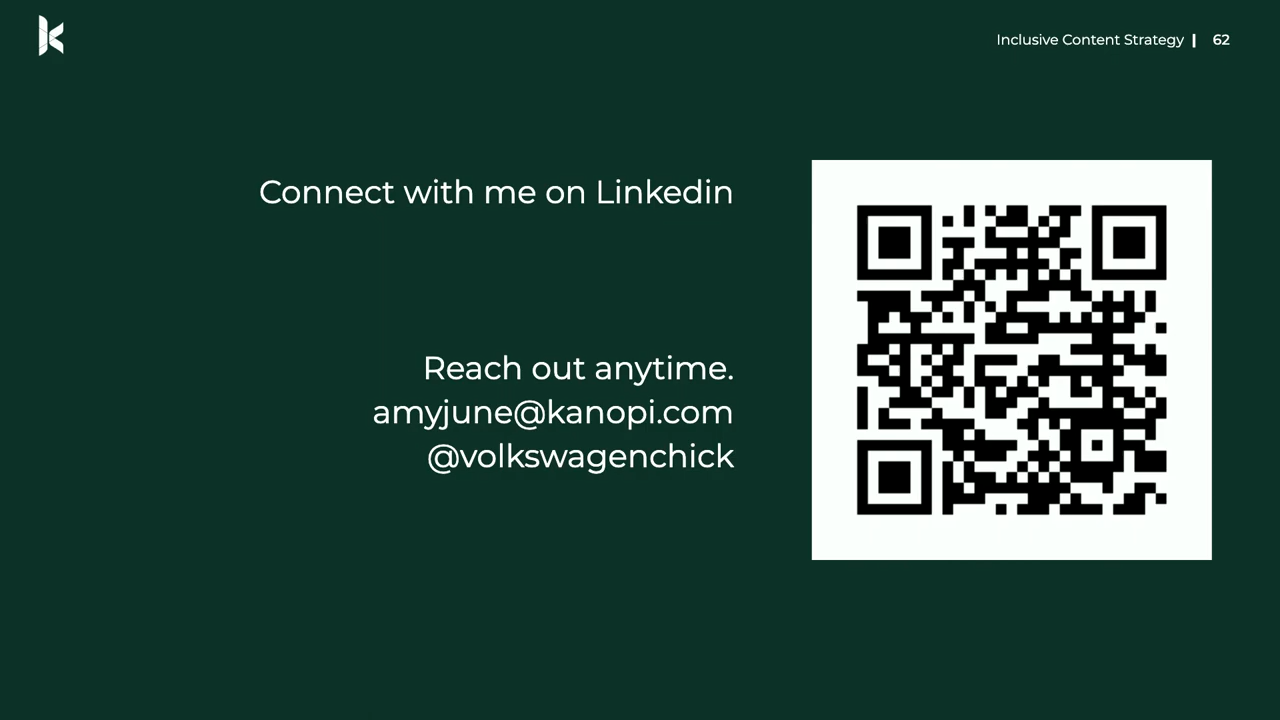 Inclusive Content Strategy | 62
Connect with me on Linkedin
Reach out anytime.
amyjune@kanopi.com
@volkswagenchick